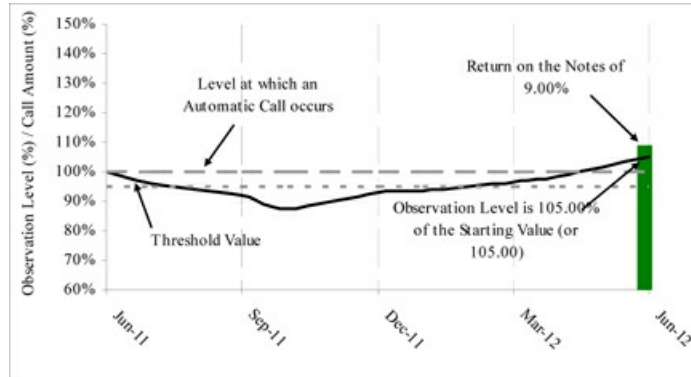 Observation Level (%) / Call Amount (%)
150%
140%
130%
120%
110%
100%
90%
80%
70%
60%
Level at which an
Automatic Call occurs
Return on the Notes of
9.00%
Threshold Value
Observation Level is 105.00%
of the Starting Value (or
105.00)
Jun-11
Sep-11
Dec-11
Mar-12
Jun-12